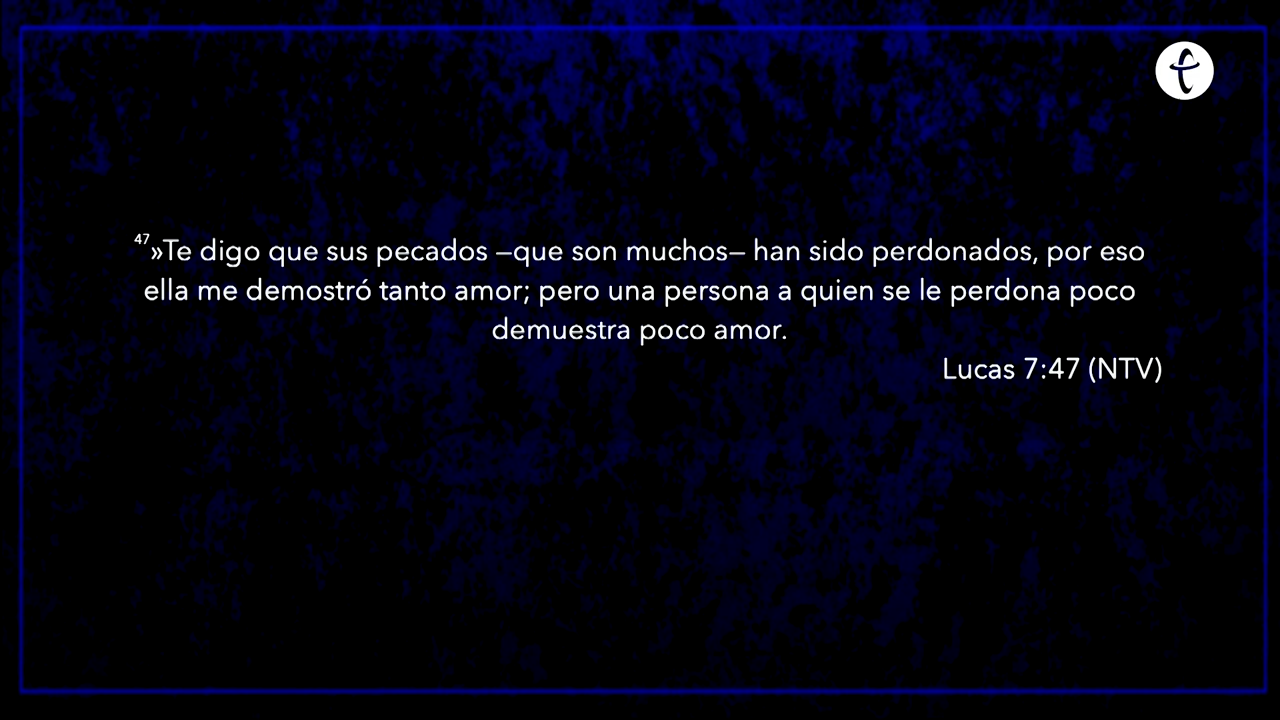 ⁴⁷»Te digo que sus pecados —que son muchos— han sido perdonados, por eso
ella me demostró tanto amor; pero una persona a quien se le perdona poco
demuestra poco amor.
Lucas 7:47 (NTV)